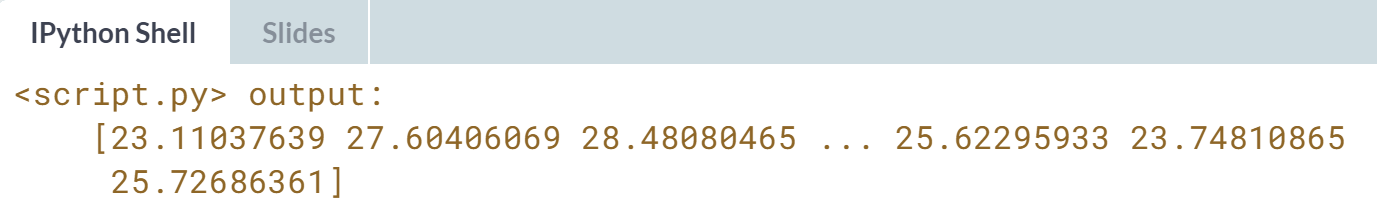 IPython Shell Slides
<script.py> output:
[23.11037639 27.60406069 28.48080465 ... 25.62295933 23.74810865
25.72686361]